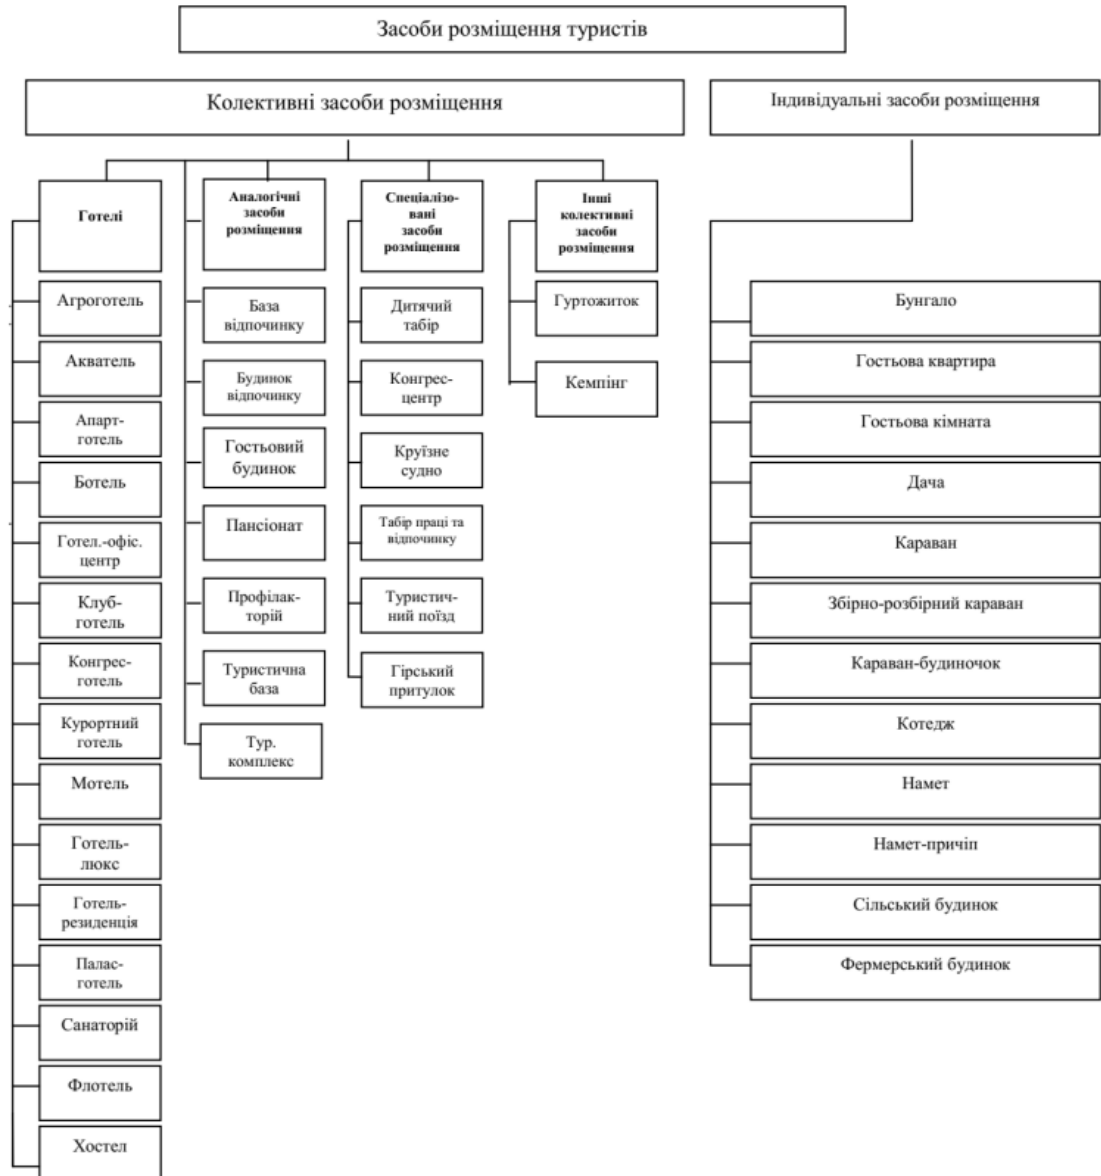 Засоби розміщення туристів
Колективні засоби розміщення
Індивідуальні засоби розміщення
Готелі
Агроготель
Акватель
Апарт-
готель
Ботель
Готел.-офіс.
центр
Клуб-
готель
Конгрес-
готель
Курортний
готель
Мотель
Готель-
люкс
Готель-
резиденція
Палас-
готель
Санаторій
Флотель
Хостел
Аналогічні
засоби
розміщення
База
відпочинку
Будинок
відпочинку
Гостьовий
будинок
Пансіонат
Профілак-
торій
Туристична
база
Тур.
комплекс
Спеціалізо-
вані
засоби
розміщення
Дитячий
табір
Конгрес-
центр
Круїзне
судно
Табір праці та
відпочинку
Туристич-
ний поїзд
Гірський
притулок
Інші
колективні
засоби
розміщення
Гуртожиток
Кемпінг
Бунгало
Гостьова квартира
Гостьова кімната
Дача
Караван
Збірно-розбірний караван
Караван-будиночок
Котедж
Намет
Намет-причіп
Сільський будинок
Фермерський будинок